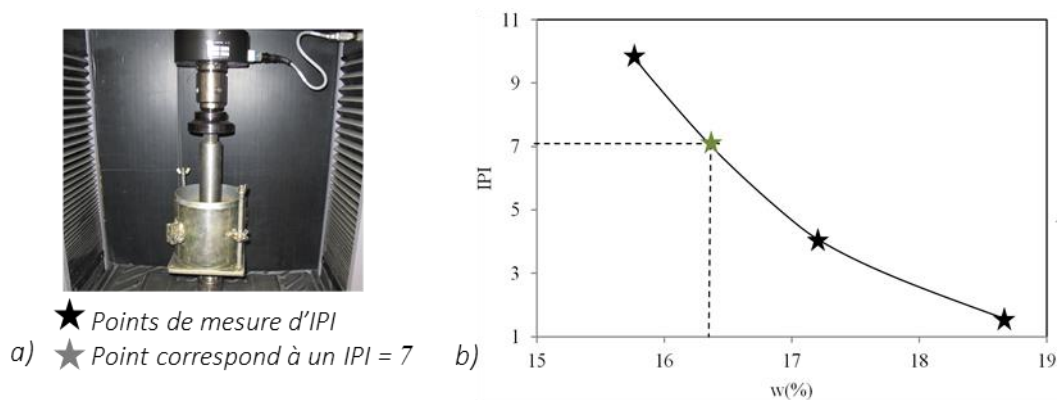 Points de mesure d'IPI
a) Point correspond à un IPI = 7
b)
11
9
7
5
3
1
IPI
15 16 17 18 19
w(%)